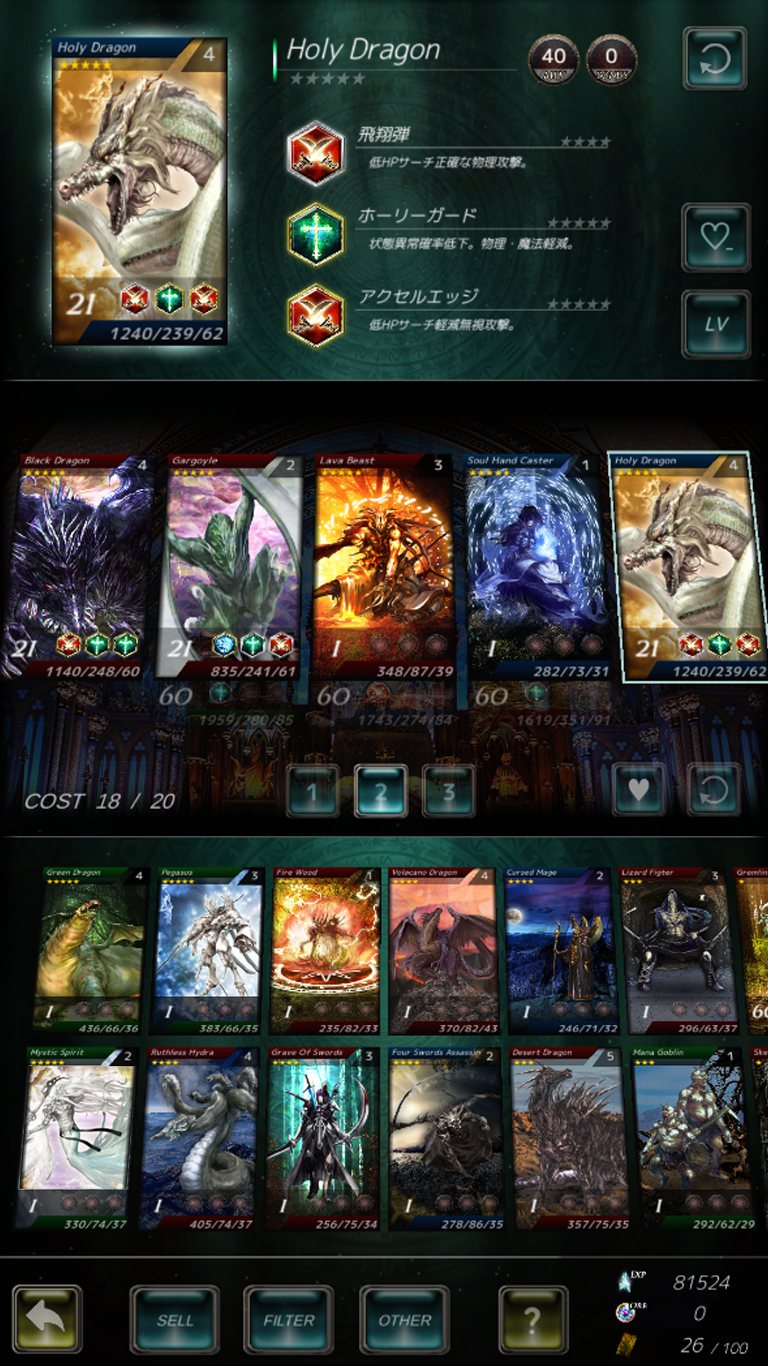 Holy Dragon
4
21
1240/239/62
Holy Dragon
40
0
飛翔弾
低HPサーチ正確な物理攻撃。
ホーリーガード
状態異常確率低下。物理・魔法軽減。
アクセルエッジ
低HPサーチ軽減無視攻撃。
LV
Black Dragon
4
21
1140/248/60
Gargoyle
2
21
835/241/61
Lava Beast
3
1
348/87/39
Soul Hand Caster
1
1
282/73/31
Holy Dragon
4
21
1240/239/62
60
1959/280/85
60
1743/274/84
60
1619/351/91
COST 18 / 20
1
2
3
Green Dragon
4
1
436/66/36
Pegasus
3
1
383/66/35
Fire Wood
1
1
235/82/33
Volacano Dragon
4
1
370/82/43
Cursed Mage
2
1
246/71/32
Lizard Figter
3
1
296/63/37
Gremlin
60
Mystic Spirit
2
1
330/74/37
Ruthless Hydra
4
1
405/74/37
Grave Of Swords
3
1
256/75/34
Four Swords Assassin
2
1
278/86/35
Desert Dragon
5
1
357/75/35
Mana Goblin
1
1
292/62/29
Ske
SELL
FILTER
OTHER
?
EXP
81524
ORB
0
26 / 100